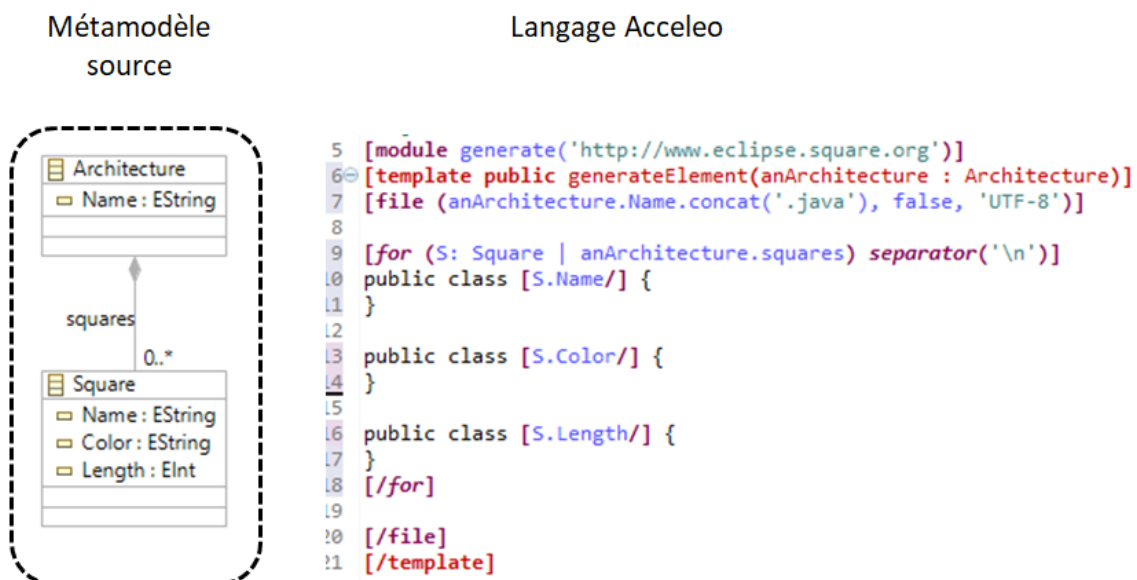 Métamodèle
source
Langage Acceleo
Architecture
Name : EString
squares
0..*
Square
Name : EString
Color : EString
Length : EInt
5 [module generate('http://www.eclipse.square.org')]
6 [template public generateElement(anArchitecture : Architecture)]
7 [file (anArchitecture.Name.concat('.java'), false, 'UTF-8')]
8
9 [for (S: Square | anArchitecture.squares) separator('\n')]
10 public class [S.Name/] {
11 }
12
13 public class [S.Color/] {
14 }
15
16 public class [S.Length/] {
17 }
18 [/for]
19
20 [/file]
21 [/template]